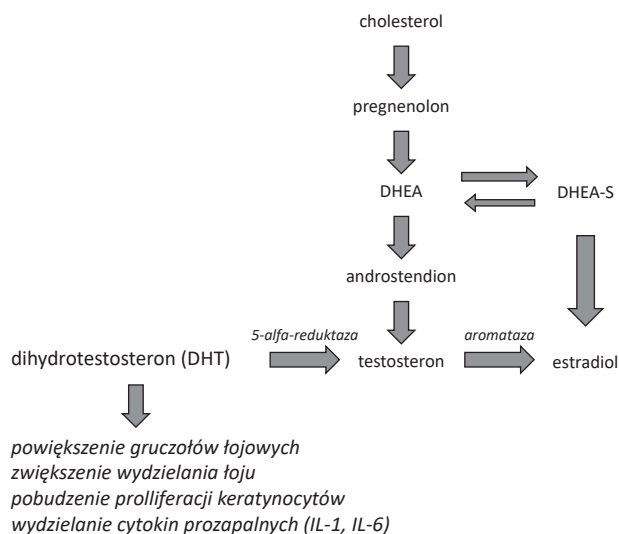 cholesterol
pregnenolon
DHEA
DHEA-S
androstendion
5-alfa-reduktaza
aromataza
dihydrotestosteron (DHT)
testosteron
estradiol
powiększenie gruczołów łojowych
zwiększenie wydzielania łoju
pobudzenie prolliferacji keratynocytów
wydzielanie cytokin prozapalnych (IL-1, IL-6)